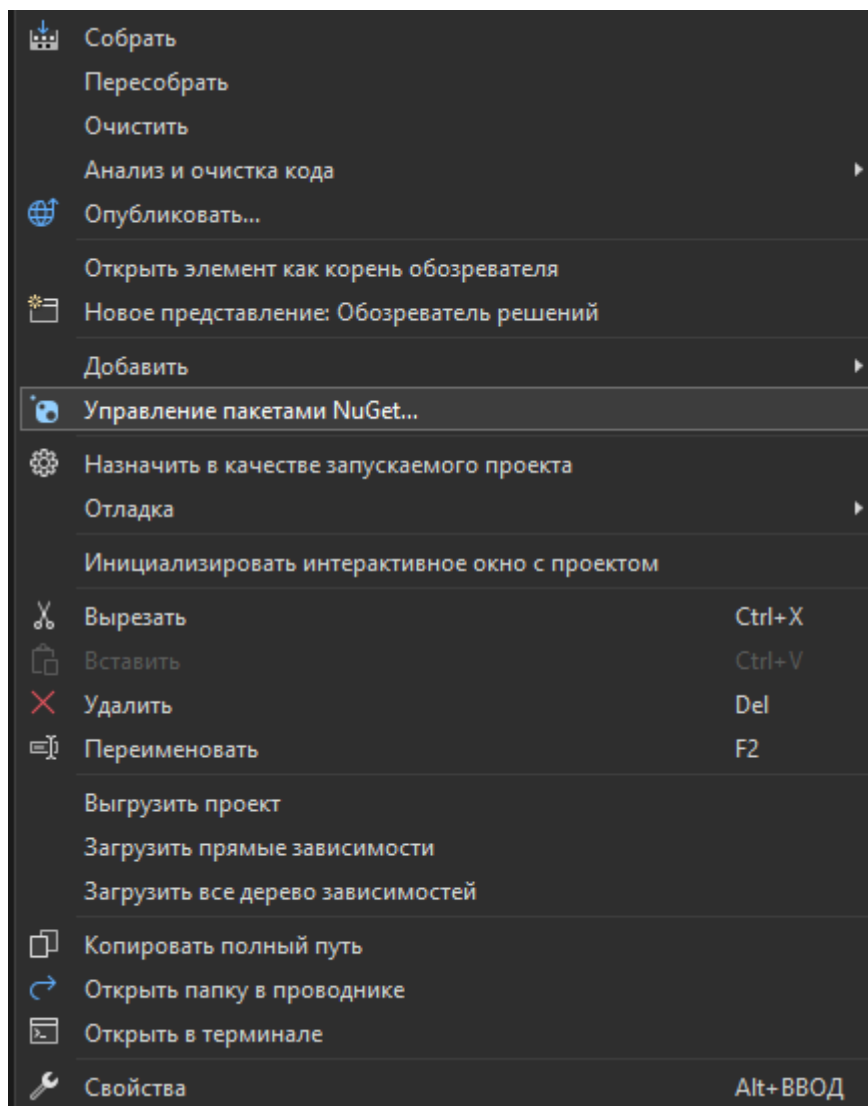 Собрать
Пересобрать
Очистить
Анализ и очистка кода
Опубликовать...
Открыть элемент как корень обозревателя
Новое представление: Обозреватель решений
Добавить
Управление пакетами NuGet...
Назначить в качестве запускаемого проекта
Отладка
Инициализировать интерактивное окно с проектом
Вырезать Ctrl+X
Вставить Ctrl+V
Удалить Del
Переименовать F2
Выгрузить проект
Загрузить прямые зависимости
Загрузить все дерево зависимостей
Копировать полный путь
Открыть папку в проводнике
Открыть в терминале
Свойства Alt+ВВОД